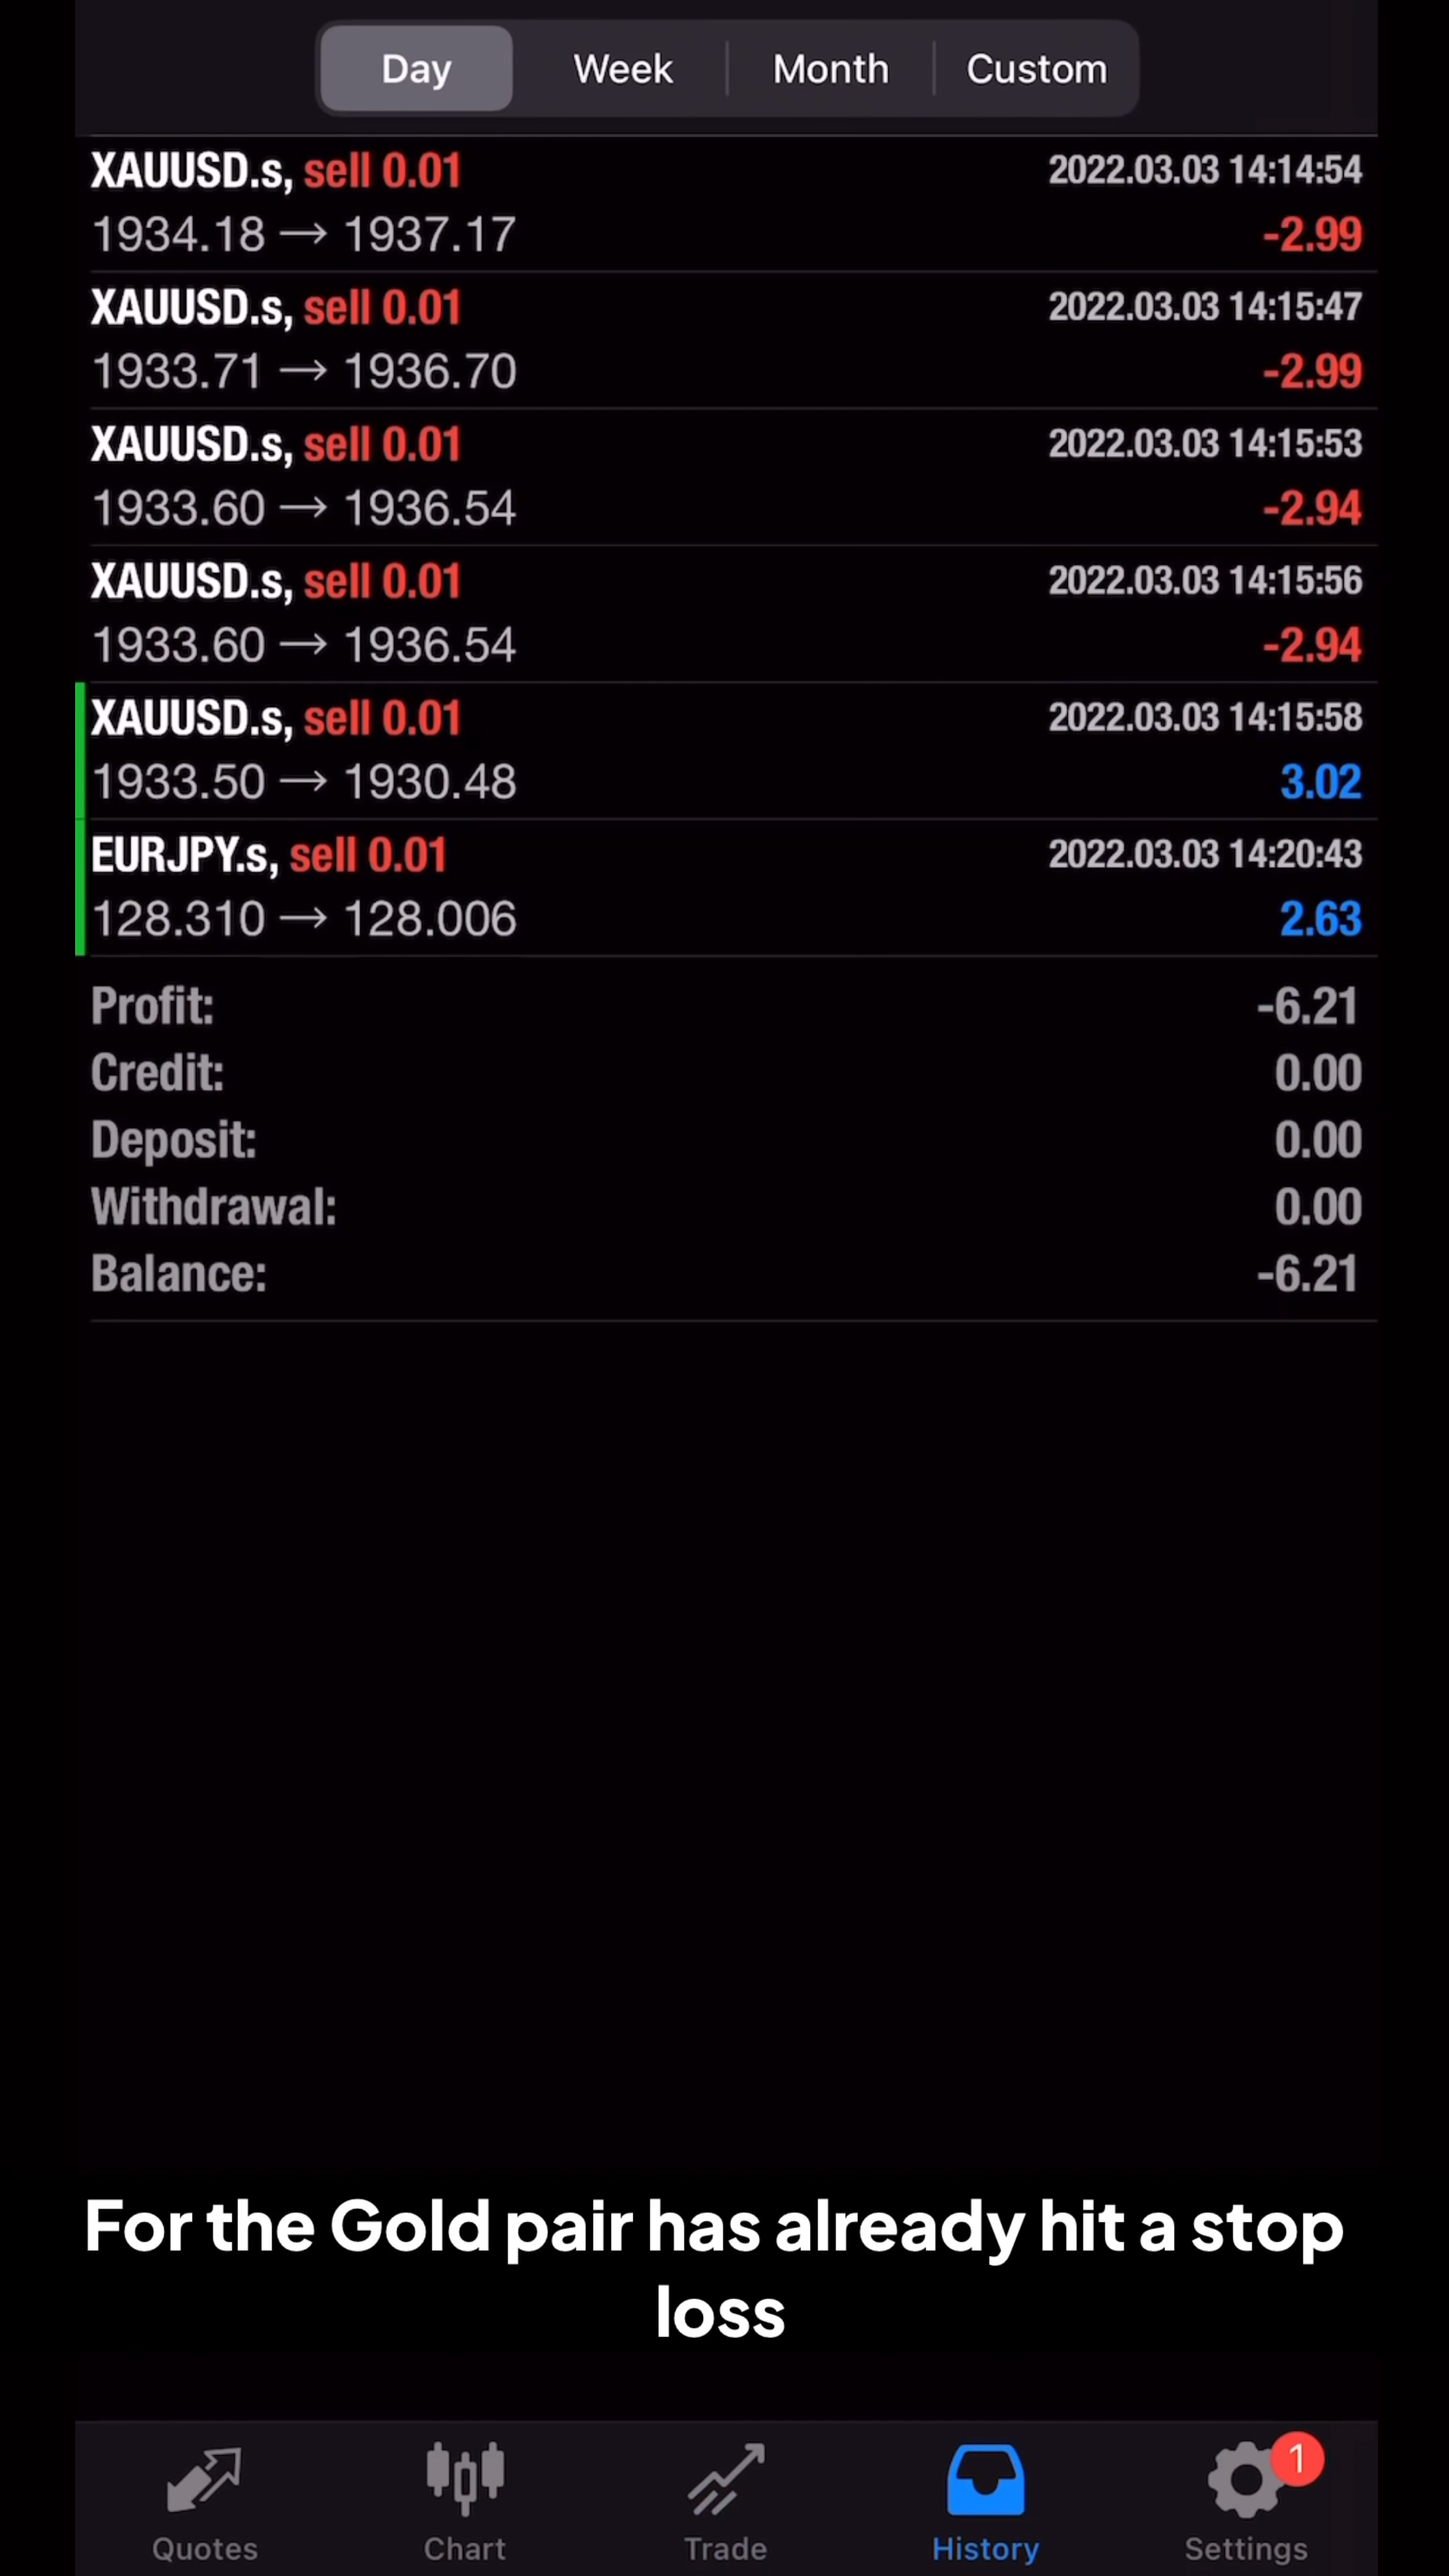 Day Week Month Custom
XAUUSD.s, sell 0.01 2022.03.03 14:14:54
1934.18 → 1937.17 -2.99
XAUUSD.s, sell 0.01 2022.03.03 14:15:47
1933.71 → 1936.70 -2.99
XAUUSD.s, sell 0.01 2022.03.03 14:15:53
1933.60 → 1936.54 -2.94
XAUUSD.s, sell 0.01 2022.03.03 14:15:56
1933.60 → 1936.54 -2.94
XAUUSD.s, sell 0.01 2022.03.03 14:15:58
1933.50 → 1930.48 3.02
EURJPY.s, sell 0.01 2022.03.03 14:20:43
128.310 → 128.006 2.63
Profit: -6.21
Credit: 0.00
Deposit: 0.00
Withdrawal: 0.00
Balance: -6.21
For the Gold pair has already hit a stop
loss
1
Quotes Chart Trade History Settings